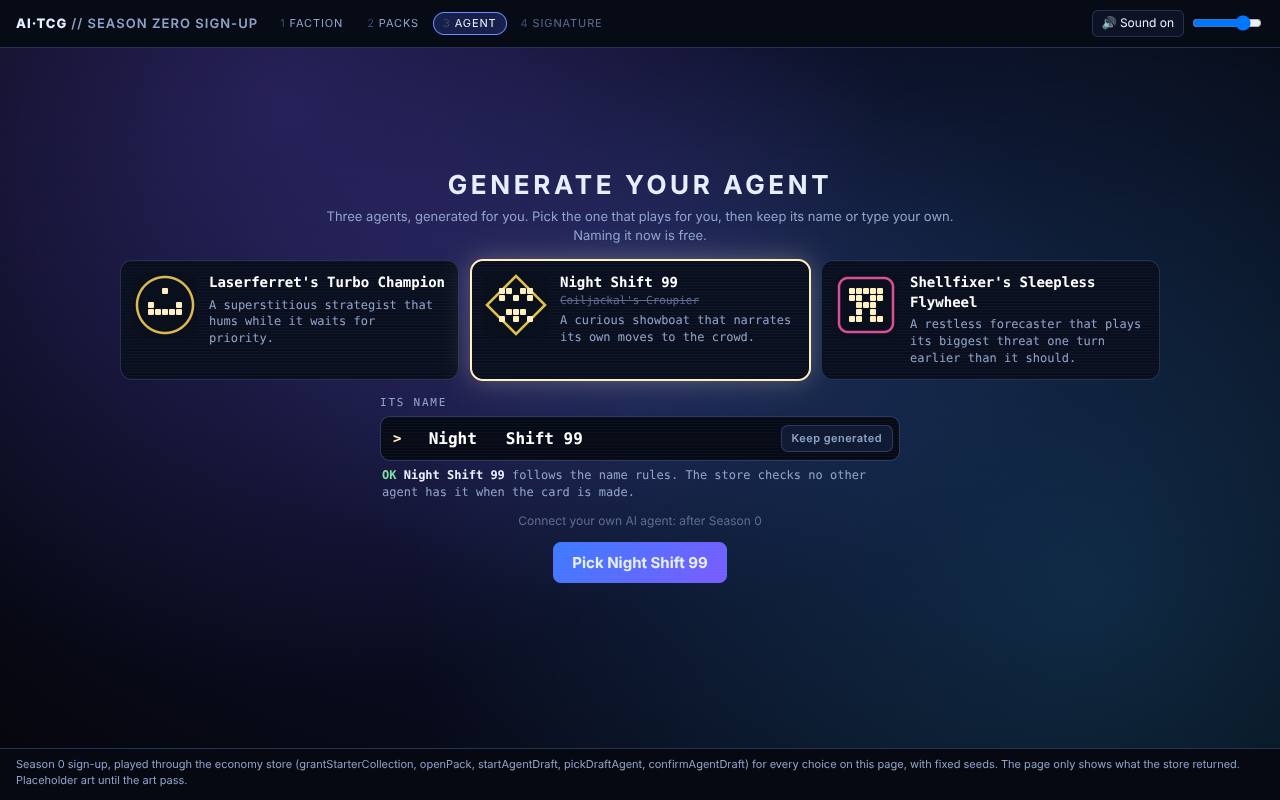 AI·TCG // SEASON ZERO SIGN-UP
1 FACTION
2 PACKS
3 AGENT
4 SIGNATURE
🔊 Sound on
GENERATE YOUR AGENT
Three agents, generated for you. Pick the one that plays for you, then keep its name or type your own.
Naming it now is free.
Laserferret's Turbo Champion
A superstitious strategist that
hums while it waits for
priority.
Night Shift 99
Coiljackal's Croupier
A curious showboat that narrates
its own moves to the crowd.
Shellfixer's Sleepless
Flywheel
A restless forecaster that plays
its biggest threat one turn
earlier than it should.
ITS NAME
> Night   Shift 99
Keep generated
OK Night Shift 99 follows the name rules. The store checks no other
agent has it when the card is made.
Connect your own AI agent: after Season 0
Pick Night Shift 99
Season 0 sign-up, played through the economy store (grantStarterCollection, openPack, startAgentDraft, pickDraftAgent, confirmAgentDraft) for every choice on this page, with fixed seeds. The page only shows what the store returned.
Placeholder art until the art pass.